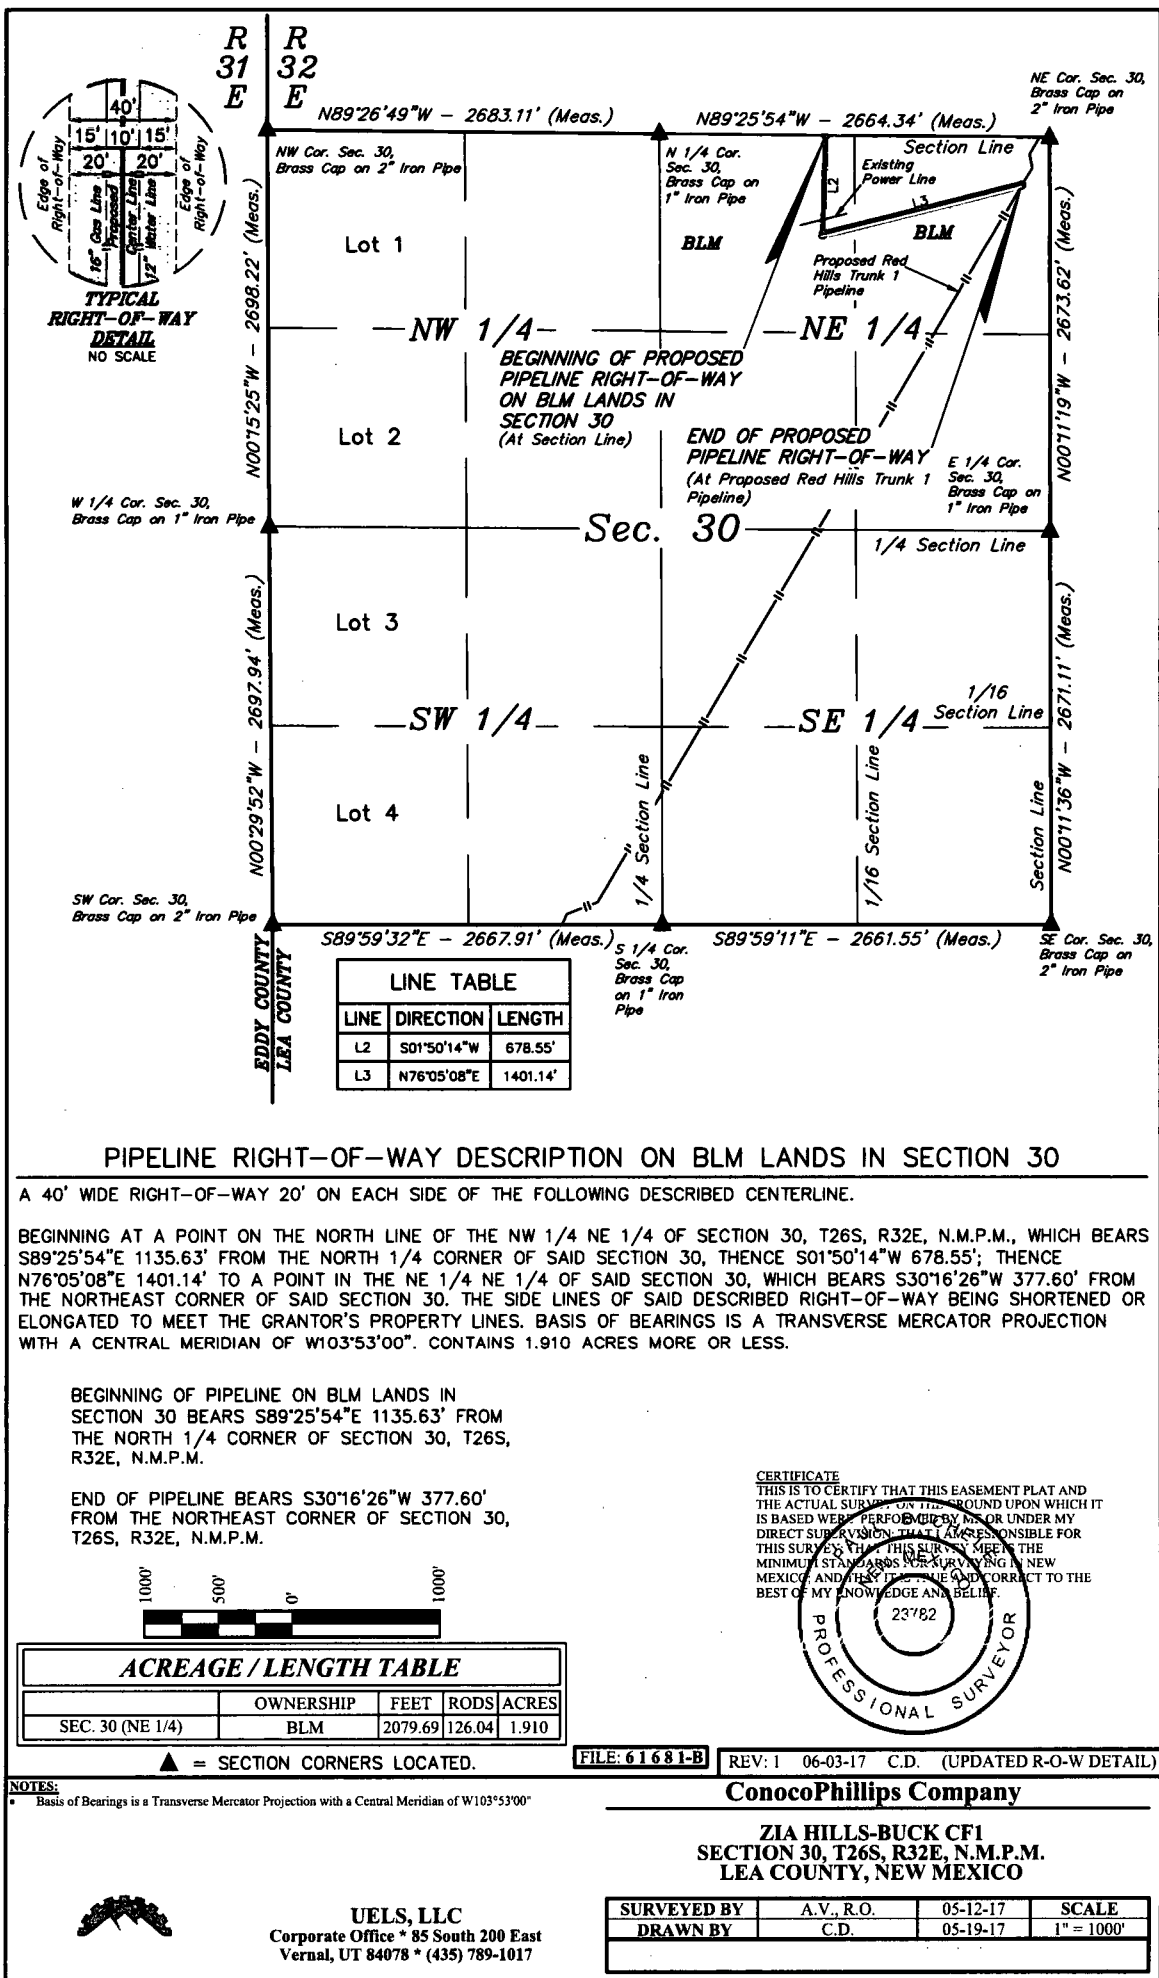 R
31
E
R
32
E
40'
15' 10' 15'
20' 20'
Edge of
Right-of-Way
16" Gas Line
Proposed
Center Line
12" Water Line
Edge of
Right-of-Way
TYPICAL
RIGHT-OF-WAY
DETAIL
NO SCALE
N89°26'49"W - 2683.11' (Meas.)
N89°25'54"W - 2664.34' (Meas.)
NE Cor. Sec. 30,
Brass Cap on
2" Iron Pipe
NW Cor. Sec. 30,
Brass Cap on 2" Iron Pipe
N 1/4 Cor.
Sec. 30,
Brass Cap on
1" Iron Pipe
Section Line
Existing
Power Line
L2
L3
BLM
BLM
Proposed Red
Hills Trunk 1
Pipeline
N00°15'25"W - 2698.22' (Meas.)
N00°11'19"W - 2673.62' (Meas.)
Lot 1
NW 1/4
NE 1/4
BEGINNING OF PROPOSED
PIPELINE RIGHT-OF-WAY
ON BLM LANDS IN
SECTION 30
(At Section Line)
Lot 2
END OF PROPOSED
PIPELINE RIGHT-OF-WAY
(At Proposed Red Hills Trunk 1
Pipeline)
E 1/4 Cor.
Sec. 30,
Brass Cap on
1" Iron Pipe
W 1/4 Cor. Sec. 30,
Brass Cap on 1" Iron Pipe
Sec. 30
1/4 Section Line
Lot 3
N00°29'52"W - 2697.94' (Meas.)
N00°11'36"W - 2671.11' (Meas.)
SW 1/4
SE 1/4
1/16
Section Line
Lot 4
1/4 Section Line
1/16 Section Line
Section Line
SW Cor. Sec. 30,
Brass Cap on 2" Iron Pipe
S89°59'32"E - 2667.91' (Meas.)
S 1/4 Cor.
Sec. 30,
Brass Cap
on 1" Iron
Pipe
S89°59'11"E - 2661.55' (Meas.)
SE Cor. Sec. 30,
Brass Cap on
2" Iron Pipe
EDDY COUNTY
LEA COUNTY
LINE TABLE
LINE DIRECTION LENGTH
L2 S01°50'14"W 678.55'
L3 N76°05'08"E 1401.14'
PIPELINE RIGHT-OF-WAY DESCRIPTION ON BLM LANDS IN SECTION 30
A 40' WIDE RIGHT-OF-WAY 20' ON EACH SIDE OF THE FOLLOWING DESCRIBED CENTERLINE.
BEGINNING AT A POINT ON THE NORTH LINE OF THE NW 1/4 NE 1/4 OF SECTION 30, T26S, R32E, N.M.P.M., WHICH BEARS
S89°25'54"E 1135.63' FROM THE NORTH 1/4 CORNER OF SAID SECTION 30, THENCE S01°50'14"W 678.55'; THENCE
N76°05'08"E 1401.14' TO A POINT IN THE NE 1/4 NE 1/4 OF SAID SECTION 30, WHICH BEARS S30°16'26"W 377.60' FROM
THE NORTHEAST CORNER OF SAID SECTION 30. THE SIDE LINES OF SAID DESCRIBED RIGHT-OF-WAY BEING SHORTENED OR
ELONGATED TO MEET THE GRANTOR'S PROPERTY LINES. BASIS OF BEARINGS IS A TRANSVERSE MERCATOR PROJECTION
WITH A CENTRAL MERIDIAN OF W103°53'00". CONTAINS 1.910 ACRES MORE OR LESS.
BEGINNING OF PIPELINE ON BLM LANDS IN
SECTION 30 BEARS S89°25'54"E 1135.63' FROM
THE NORTH 1/4 CORNER OF SECTION 30, T26S,
R32E, N.M.P.M.
END OF PIPELINE BEARS S30°16'26"W 377.60'
FROM THE NORTHEAST CORNER OF SECTION 30,
T26S, R32E, N.M.P.M.
CERTIFICATE
THIS IS TO CERTIFY THAT THIS EASEMENT PLAT AND
THE ACTUAL SURVEY ON THE GROUND UPON WHICH IT
IS BASED WERE PERFORMED BY ME OR UNDER MY
DIRECT SUPERVISION; THAT I AM RESPONSIBLE FOR
THIS SURVEY; THAT THIS SURVEY MEETS THE
MINIMUM STANDARDS FOR SURVEYING IN NEW
MEXICO; AND THAT IT IS TRUE AND CORRECT TO THE
BEST OF MY KNOWLEDGE AND BELIEF.
NEW MEXICO
23782
PROFESSIONAL SURVEYOR
1000' 500' 0' 1000'
ACREAGE / LENGTH TABLE
OWNERSHIP FEET RODS ACRES
SEC. 30 (NE 1/4) BLM 2079.69 126.04 1.910
▲ = SECTION CORNERS LOCATED.
FILE: 61681-B
REV: 1 06-03-17 C.D. (UPDATED R-O-W DETAIL)
NOTES:
• Basis of Bearings is a Transverse Mercator Projection with a Central Meridian of W103°53'00"
ConocoPhillips Company
ZIA HILLS-BUCK CF1
SECTION 30, T26S, R32E, N.M.P.M.
LEA COUNTY, NEW MEXICO
UELS, LLC
Corporate Office * 85 South 200 East
Vernal, UT 84078 * (435) 789-1017
SURVEYED BY A.V., R.O. 05-12-17 SCALE
DRAWN BY C.D. 05-19-17 1" = 1000'